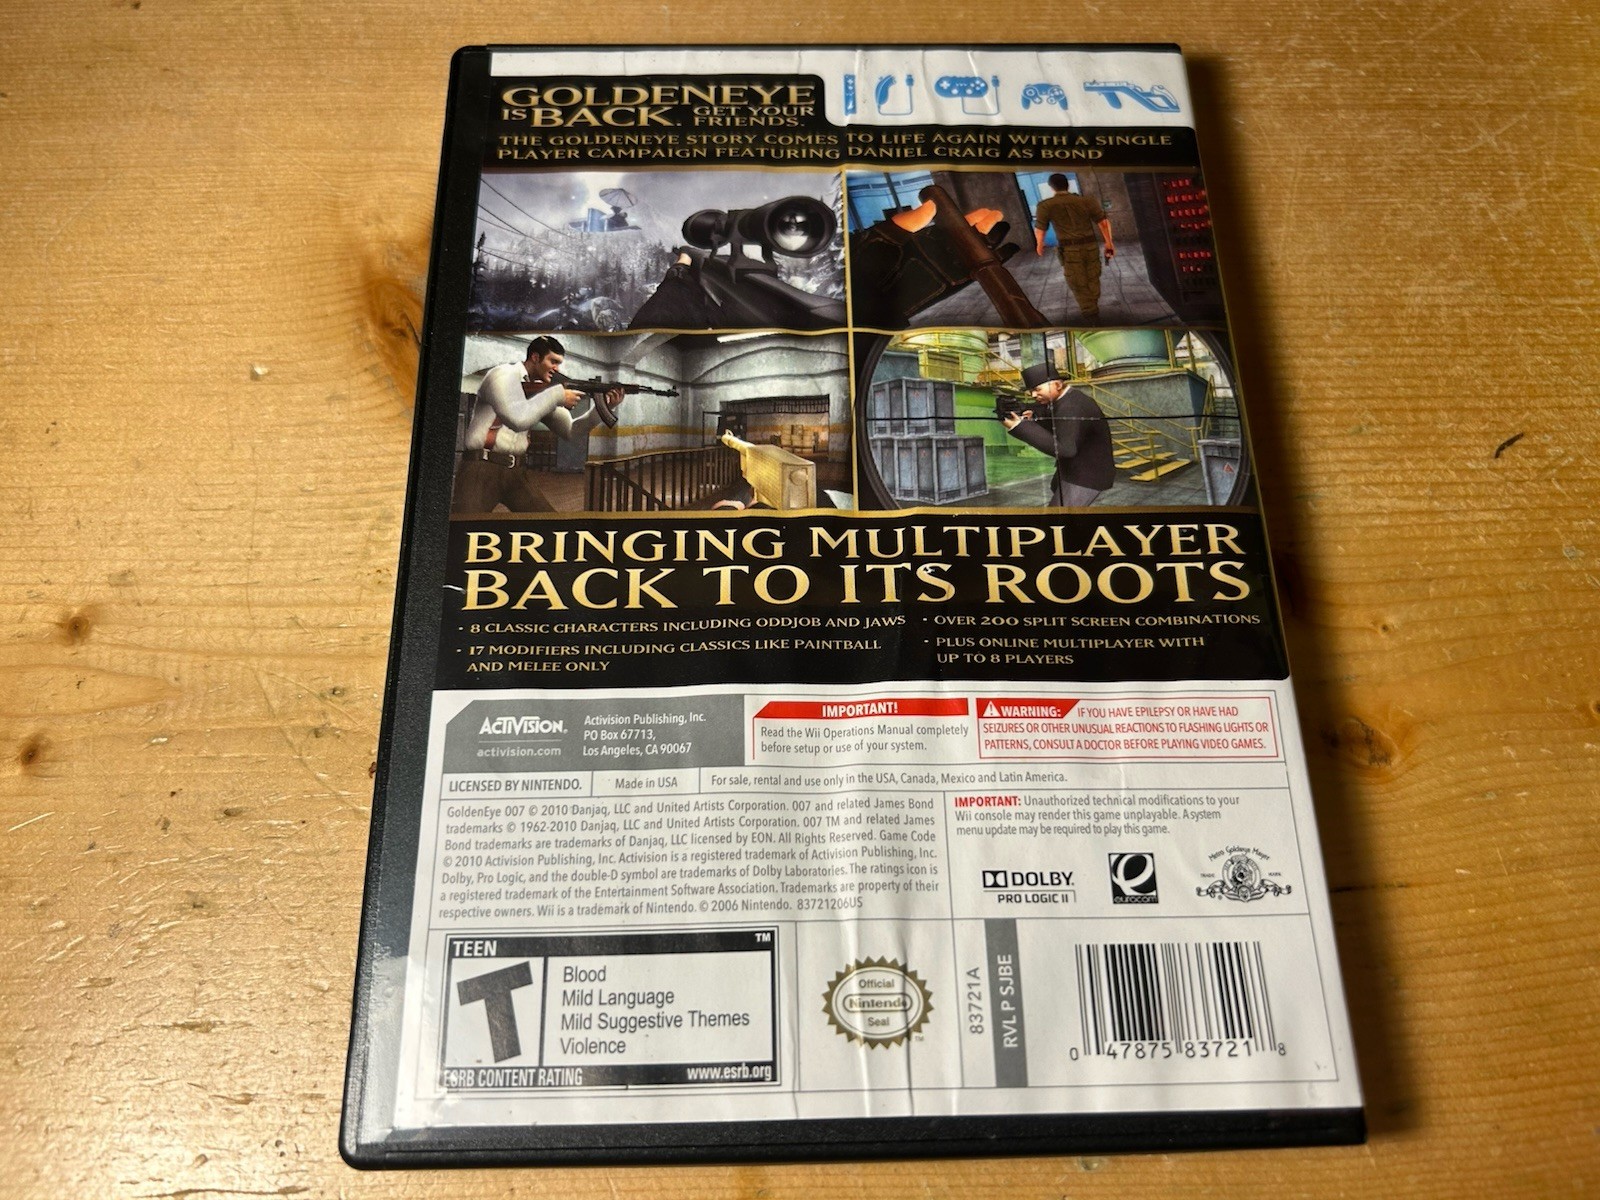 GOLDENEYE
IS BACK. GET YOUR FRIENDS.
THE GOLDENEYE STORY COMES TO LIFE AGAIN WITH A SINGLE
PLAYER CAMPAIGN FEATURING DANIEL CRAIG AS BOND
BRINGING MULTIPLAYER
BACK TO ITS ROOTS
· 8 CLASSIC CHARACTERS INCLUDING ODDJOB AND JAWS
· 17 MODIFIERS INCLUDING CLASSICS LIKE PAINTBALL
AND MELEE ONLY
· OVER 200 SPLIT SCREEN COMBINATIONS
· PLUS ONLINE MULTIPLAYER WITH
UP TO 8 PLAYERS
ACTIVISION®
activision.com
Activision Publishing, Inc.
PO Box 67713,
Los Angeles, CA 90067
IMPORTANT!
Read the Wii Operations Manual completely
before setup or use of your system.
WARNING: IF YOU HAVE EPILEPSY OR HAVE HAD
SEIZURES OR OTHER UNUSUAL REACTIONS TO FLASHING LIGHTS OR
PATTERNS, CONSULT A DOCTOR BEFORE PLAYING VIDEO GAMES.
LICENSED BY NINTENDO.
Made in USA
For sale, rental and use only in the USA, Canada, Mexico and Latin America.
GoldenEye 007 © 2010 Danjaq, LLC and United Artists Corporation. 007 and related James Bond
trademarks © 1962-2010 Danjaq, LLC and United Artists Corporation. 007 TM and related James
Bond trademarks are trademarks of Danjaq, LLC licensed by EON. All Rights Reserved. Game Code
© 2010 Activision Publishing, Inc. Activision is a registered trademark of Activision Publishing, Inc.
Dolby, Pro Logic, and the double-D symbol are trademarks of Dolby Laboratories. The ratings icon is
a registered trademark of the Entertainment Software Association. Trademarks are property of their
respective owners. Wii is a trademark of Nintendo. © 2006 Nintendo. 83721206US
IMPORTANT: Unauthorized technical modifications to your
Wii console may render this game unplayable. A system
menu update may be required to play this game.
DOLBY
PRO LOGIC II
eurocom
Metro Goldwyn Mayer
TRADE MARK
TEEN ™
T
Blood
Mild Language
Mild Suggestive Themes
Violence
ESRB CONTENT RATING www.esrb.org
Official
Nintendo
Seal
™
83721A
RVL P SJBE
0 47875 83721 8